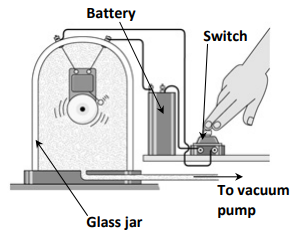 Battery
Switch
To vacuum
pump
Glass jar